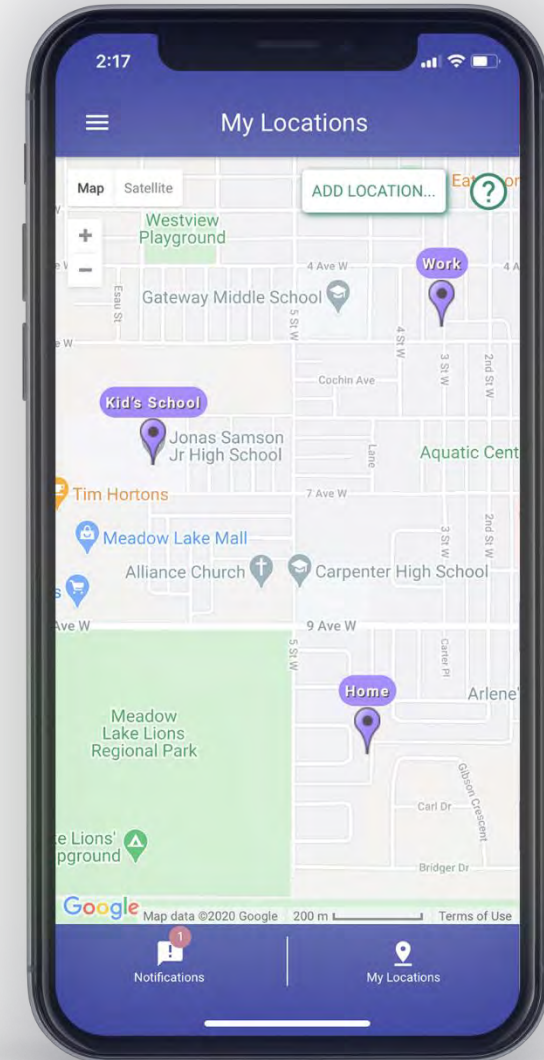 2:17
My Locations
Map Satellite
ADD LOCATION...
+
−
?
Westview
Playground
4 Ave W
Work
Gateway Middle School
Esau St
5 St W
4 St W
3 St W
2nd St W
Cochin Ave
Kid's School
Jonas Samson
Jr High School
Lane
Aquatic Cent
Tim Hortons
7 Ave W
Meadow Lake Mall
3 St W
2nd St W
Alliance Church
Carpenter High School
s
Ave W
9 Ave W
5 St W
Carter Pl
Home
Arlene'
Meadow
Lake Lions
Regional Park
Gibson Crescent
Carl Dr
e Lions'
pground
Bridger Dr
Google
Map data ©2020 Google 200 m Terms of Use
1
!
Notifications
My Locations